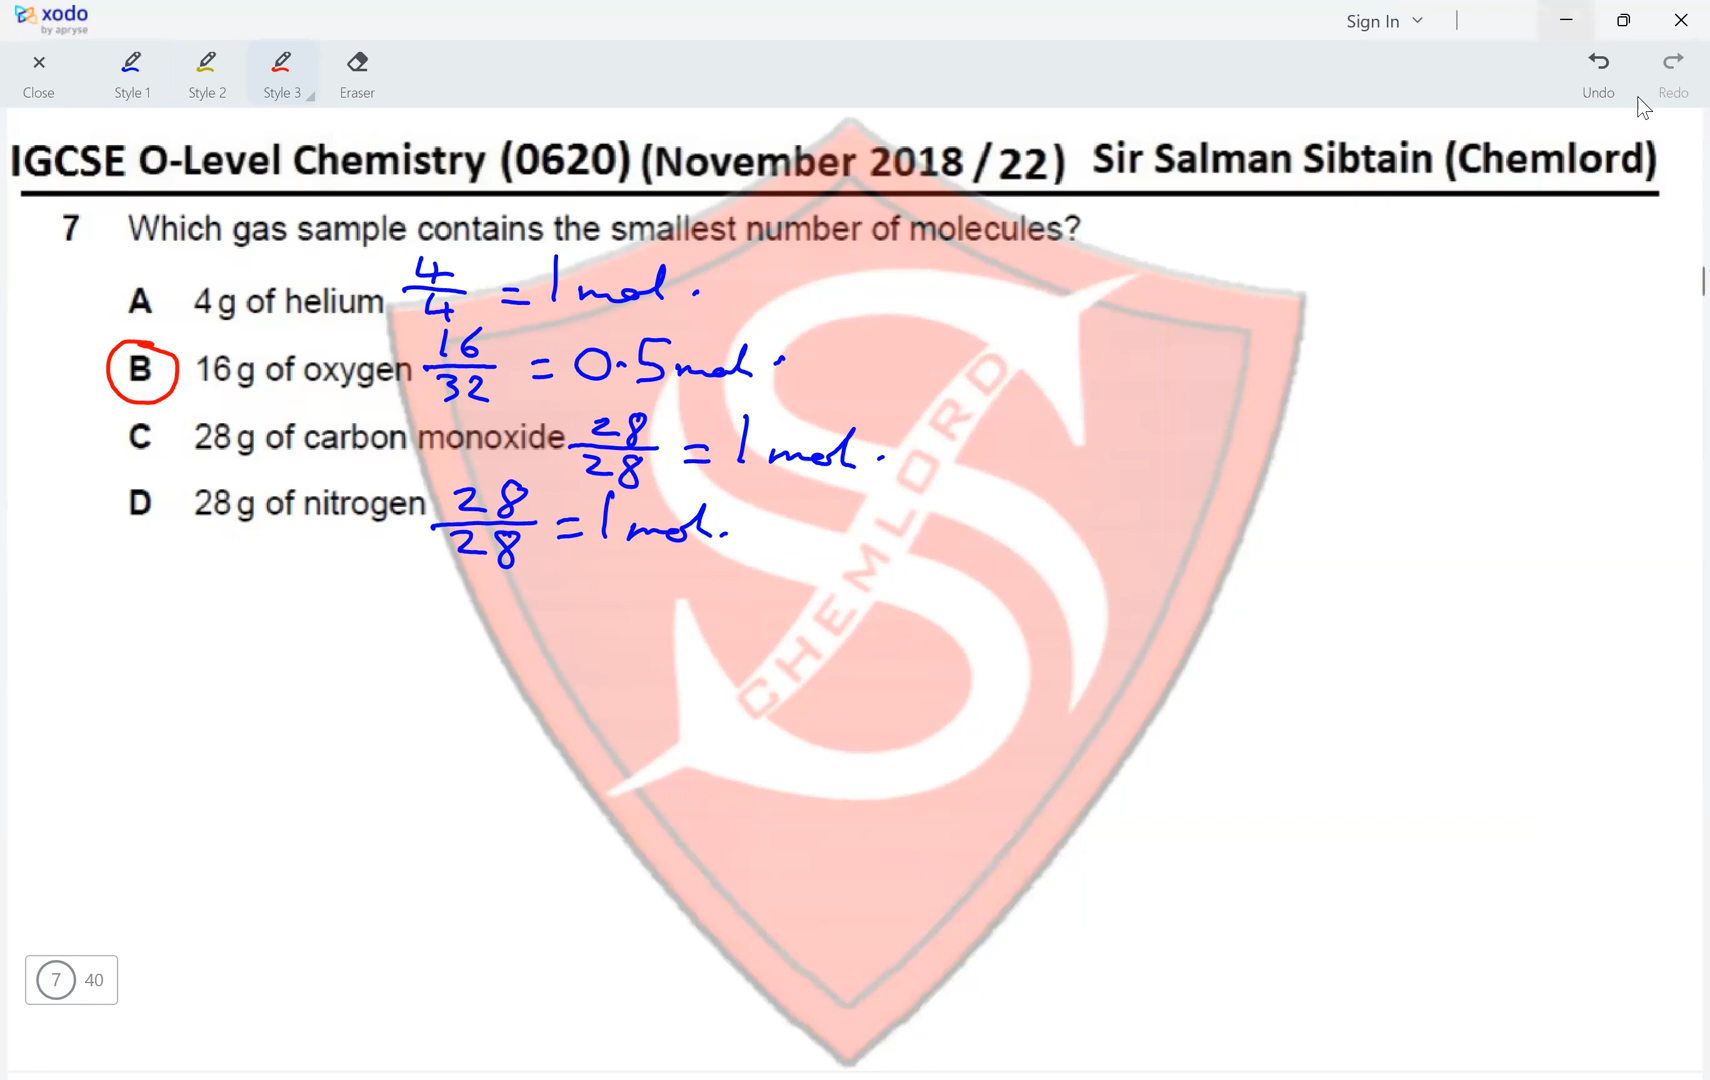 xodo
by apryse
Sign In
Close
Style 1
Style 2
Style 3
Eraser
Undo
Redo
IGCSE O-Level Chemistry (0620) (November 2018 / 22) Sir Salman Sibtain (Chemlord)
7 Which gas sample contains the smallest number of molecules?
A 4 g of helium 4/4 = 1 mol.
B 16 g of oxygen 16/32 = 0.5 mol.
C 28 g of carbon monoxide 28/28 = 1 mol.
D 28 g of nitrogen 28/28 = 1 mol.
CHEMLORD
7 40